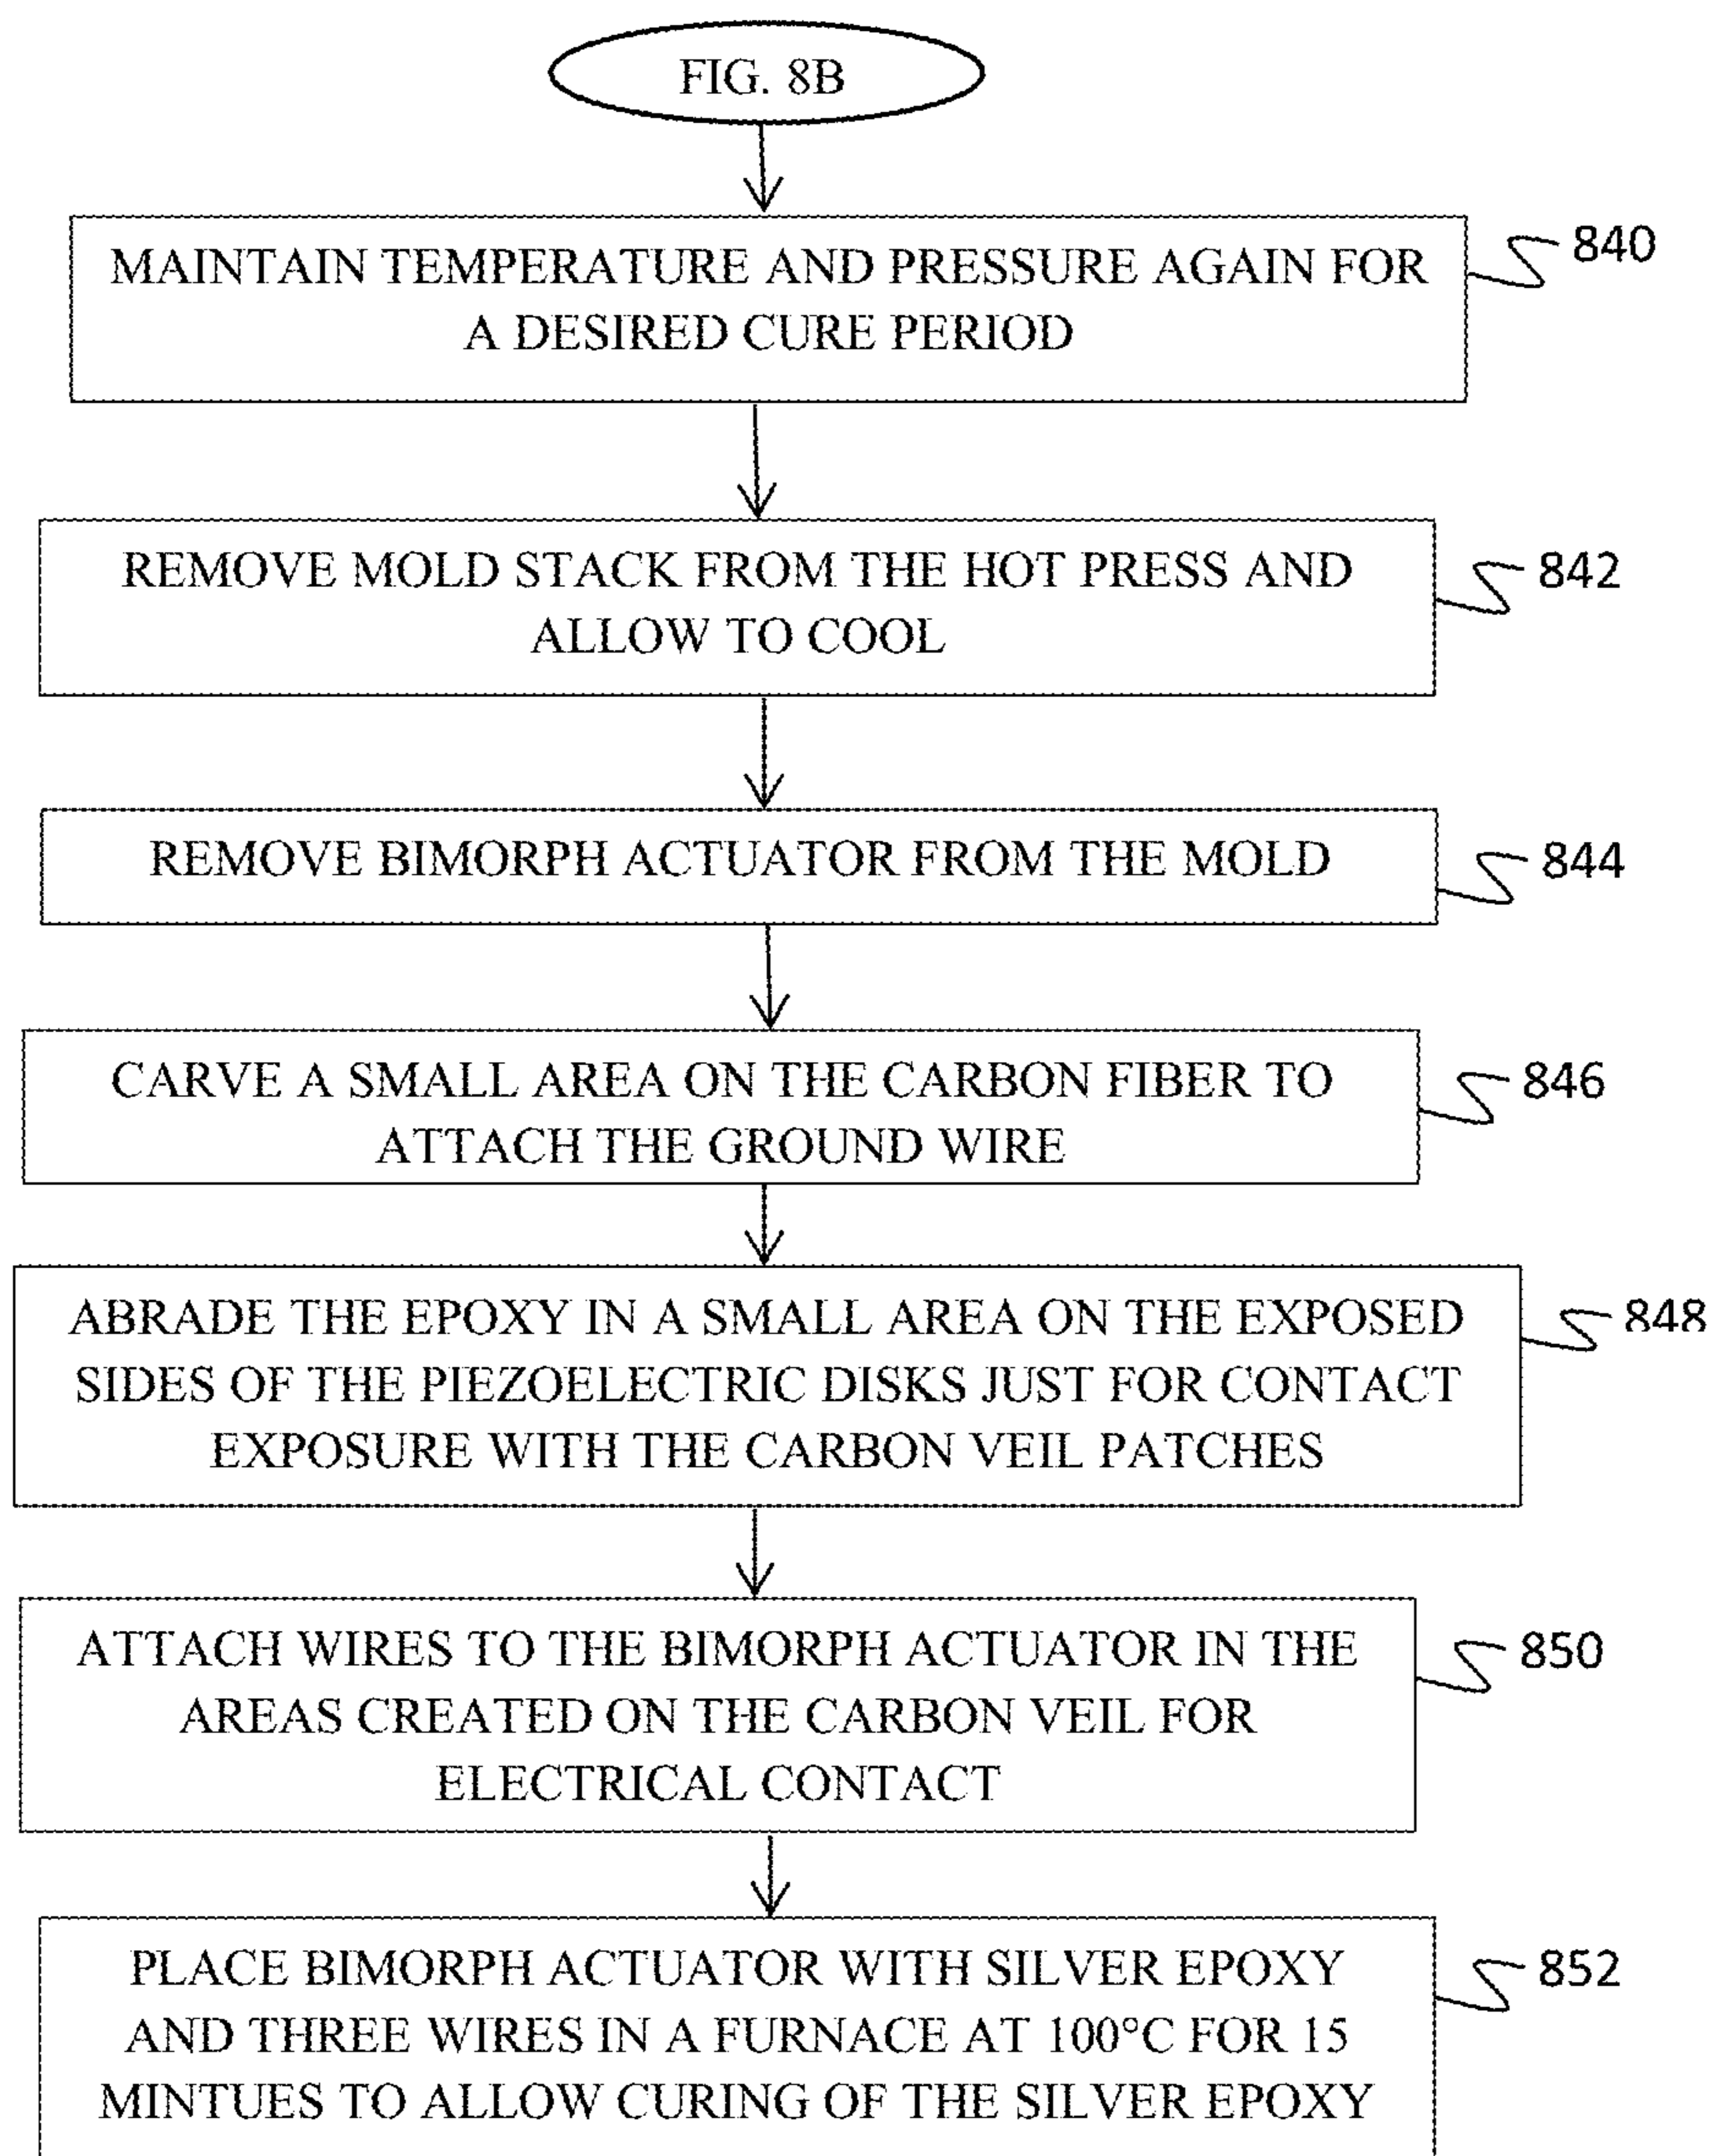 FIG. 8B
MAINTAIN TEMPERATURE AND PRESSURE AGAIN FOR
A DESIRED CURE PERIOD
840
REMOVE MOLD STACK FROM THE HOT PRESS AND
ALLOW TO COOL
842
REMOVE BIMORPH ACTUATOR FROM THE MOLD
844
CARVE A SMALL AREA ON THE CARBON FIBER TO
ATTACH THE GROUND WIRE
846
ABRADE THE EPOXY IN A SMALL AREA ON THE EXPOSED
SIDES OF THE PIEZOELECTRIC DISKS JUST FOR CONTACT
EXPOSURE WITH THE CARBON VEIL PATCHES
848
ATTACH WIRES TO THE BIMORPH ACTUATOR IN THE
AREAS CREATED ON THE CARBON VEIL FOR
ELECTRICAL CONTACT
850
PLACE BIMORPH ACTUATOR WITH SILVER EPOXY
AND THREE WIRES IN A FURNACE AT 100°C FOR 15
MINTUES TO ALLOW CURING OF THE SILVER EPOXY
852